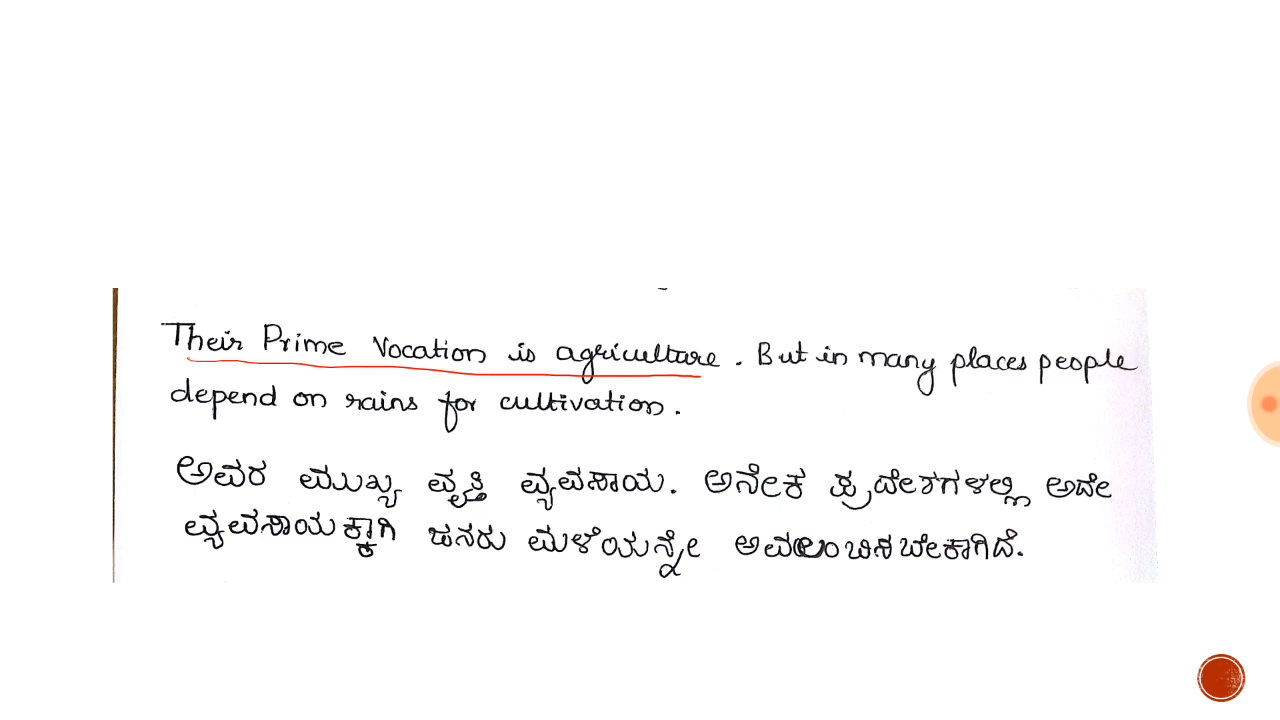 Their Prime Vocation is agriculture. But in many places people
depend on rains for cultivation.
ಅವರ ಮುಖ್ಯ ವೃತ್ತಿ ವ್ಯವಸಾಯ. ಅನೇಕ ಪ್ರದೇಶಗಳಲ್ಲಿ ಅದೇ
ವ್ಯವಸಾಯಕ್ಕಾಗಿ ಜನರು ಮಳೆಯನ್ನೇ ಅವಲಂಬಿಸಬೇಕಾಗಿದೆ.